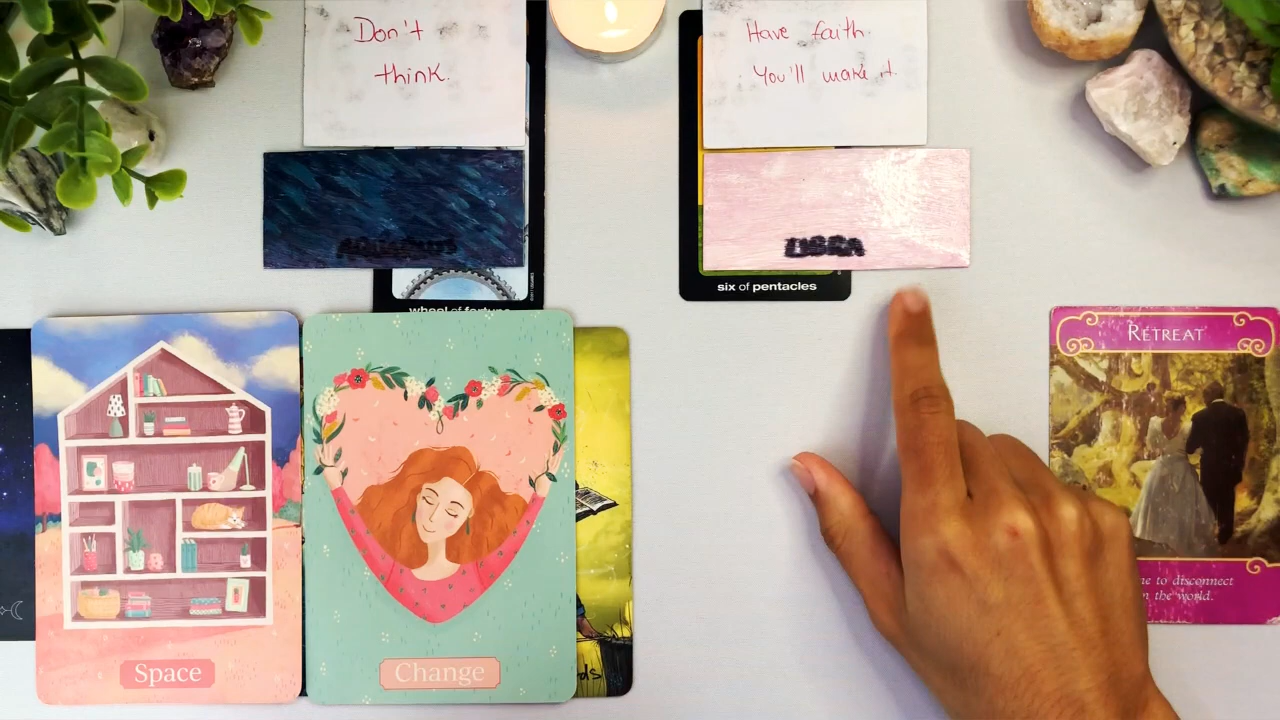 Don't
think.
Have faith.
You'll make it.
LIBRA
wheel of fortune
six of pentacles
RETREAT
to disconnect
the world.
Space
Change